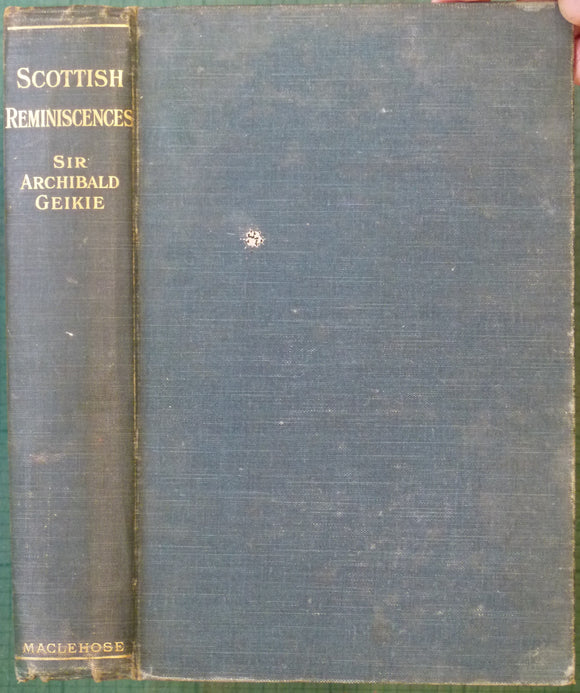 SCOTTISH
REMINISCENCES
SIR
ARCHIBALD
GEIKIE
MACLEHOSE